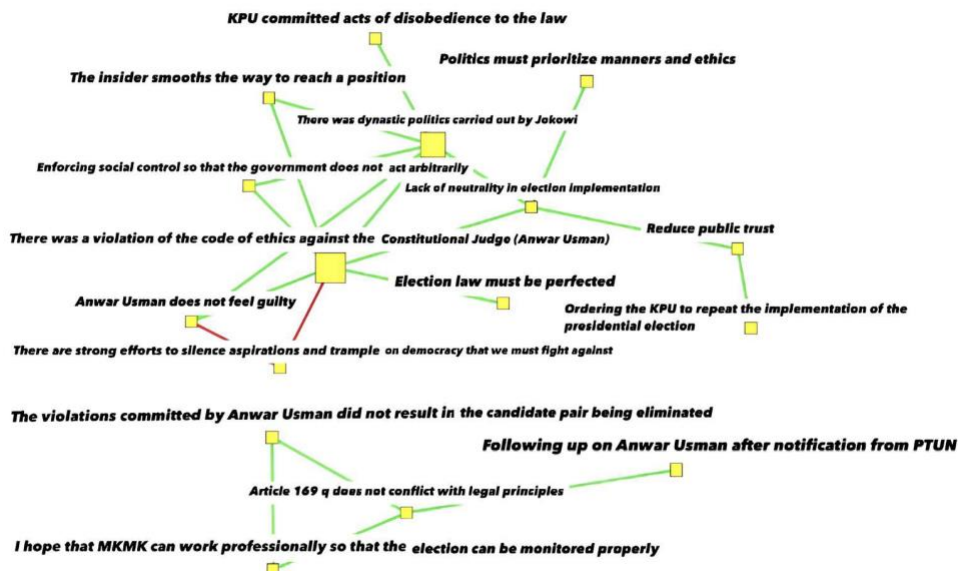 KPU committed acts of disobedience to the law
Politics must prioritize manners and ethics
The insider smooths the way to reach a position
There was dynastic politics carried out by Jokowi
Enforcing social control so that the government does not act arbitrarily
Lack of neutrality in election implementation
Reduce public trust
There was a violation of the code of ethics against the Constitutional Judge (Anwar Usman)
Election law must be perfected
Anwar Usman does not feel guilty
Ordering the KPU to repeat the implementation of the
presidential election
There are strong efforts to silence aspirations and trample on democracy that we must fight against
The violations committed by Anwar Usman did not result in the candidate pair being eliminated
Following up on Anwar Usman after notification from PTUN
Article 169 q does not conflict with legal principles
I hope that MKMK can work professionally so that the election can be monitored properly